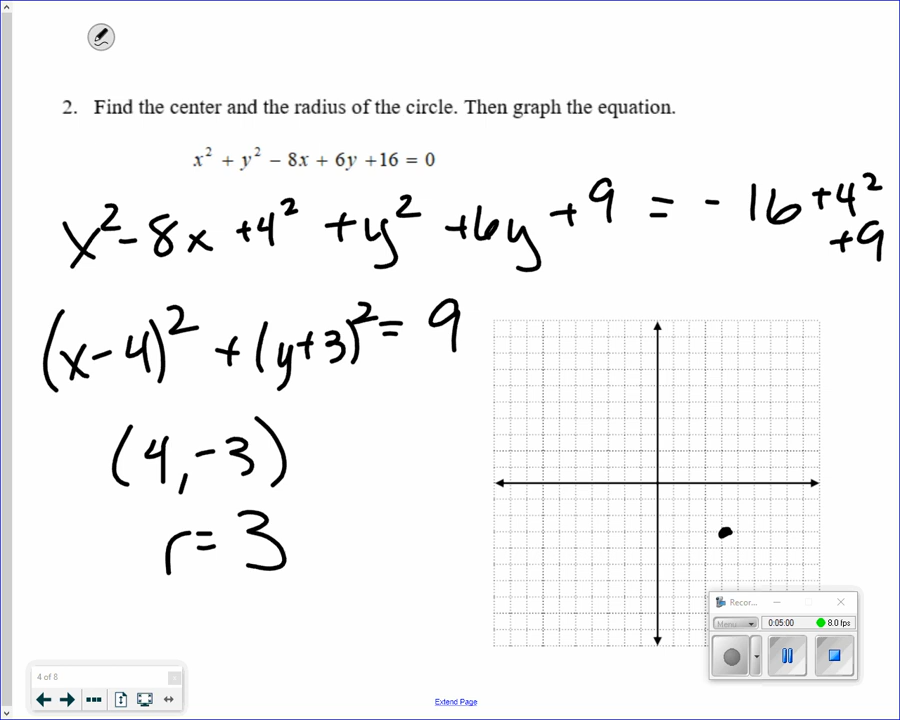 2. Find the center and the radius of the circle. Then graph the equation.
x² + y² − 8x + 6y +16 = 0
x² - 8x +4² + y² +6y +9 = - 16 +4²
+9
(x-4)² + (y+3)² = 9
(4,-3)
r= 3
Recor...
Menu
0:05:00
8.0 fps
4 of 8
Extend Page